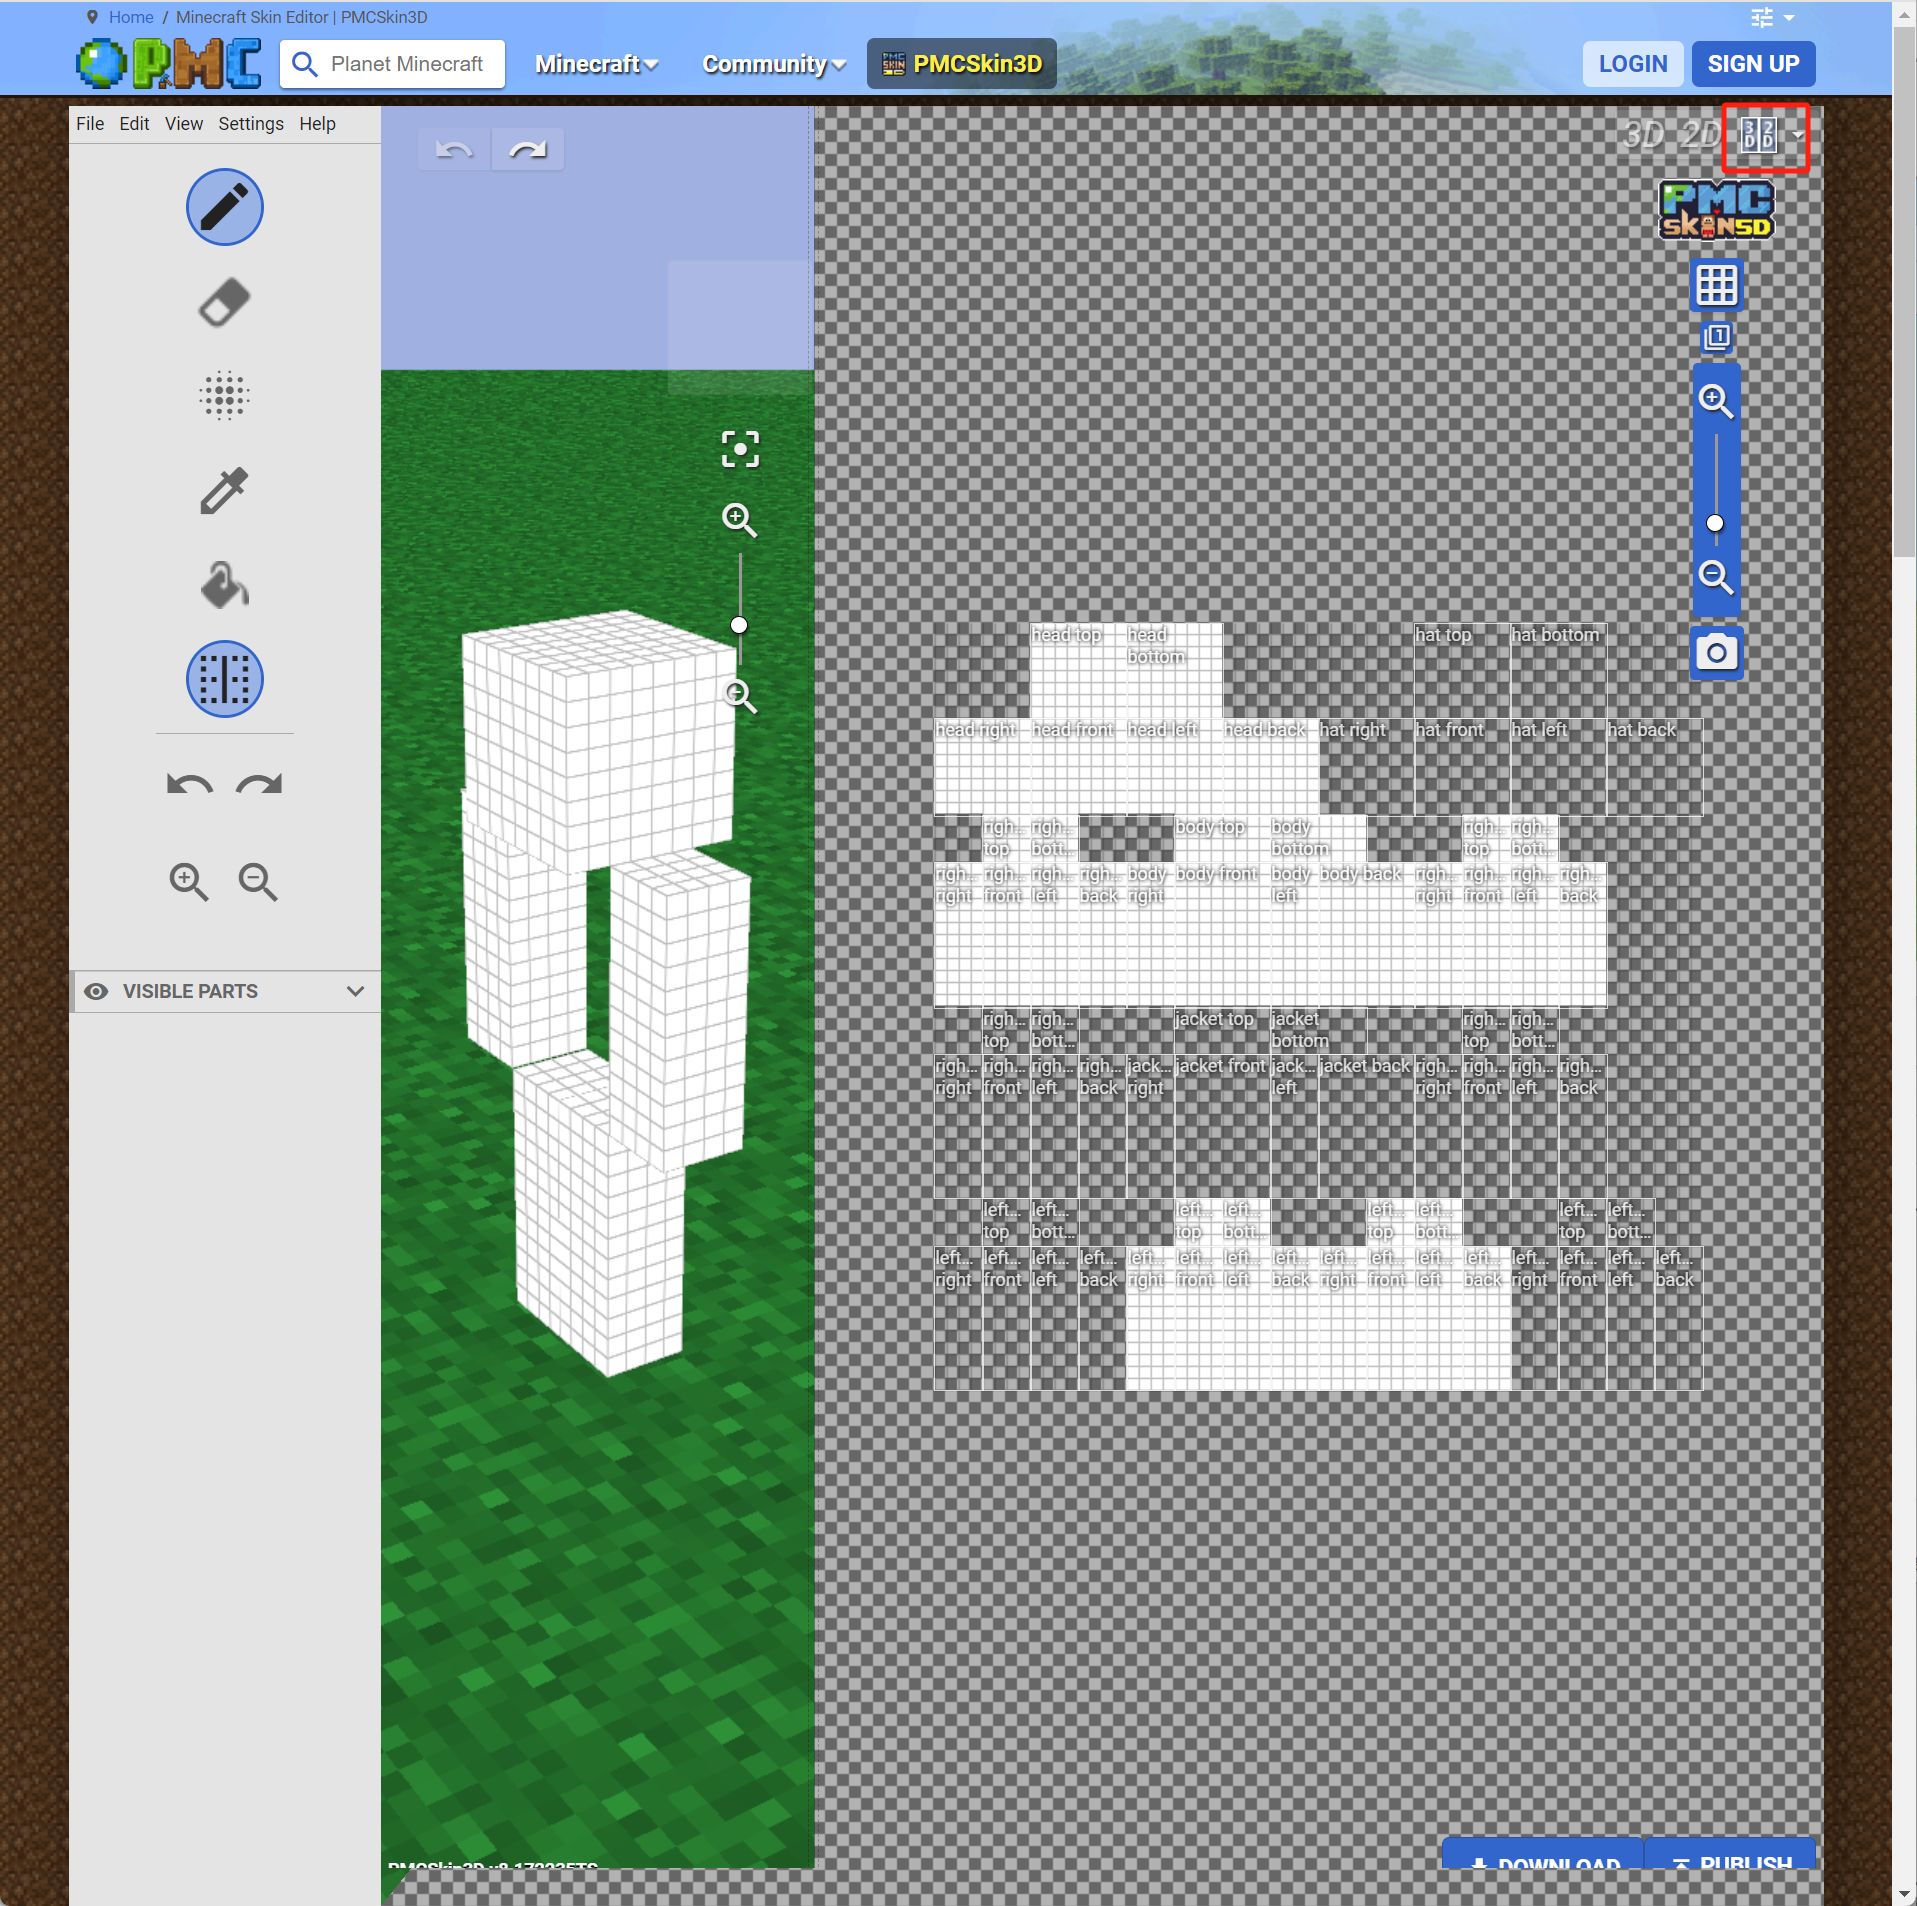 Home / Minecraft Skin Editor | PMCSkin3D
PMC
Planet Minecraft
Minecraft
Community
PMC SKIN 3D
PMCSkin3D
LOGIN
SIGN UP
File Edit View Settings Help
3D 2D
3D 2D
PMC
skin5D
1
head top
head bottom
hat top
hat bottom
head right
head front
head left
head back
hat right
hat front
hat left
hat back
righ... top
righ... bott...
body top
body bottom
righ... top
righ... bott...
righ... right
righ... front
righ... left
righ... back
body right
body front
body left
body back
righ... right
righ... front
righ... left
righ... back
VISIBLE PARTS
righ... top
righ... bott...
jacket top
jacket bottom
righ... top
righ... bott...
righ... right
righ... front
righ... left
righ... back
jack... right
jacket front
jack... left
jacket back
righ... right
righ... front
righ... left
righ... back
left... top
left... bott...
left... top
left... bott...
left... top
left... bott...
left... top
left... bott...
left... right
left... front
left... left
left... back
left... right
left... front
left... left
left... back
left... right
left... front
left... left
left... back
left... right
left... front
left... left
left... back
DOWNLOAD
PUBLISH